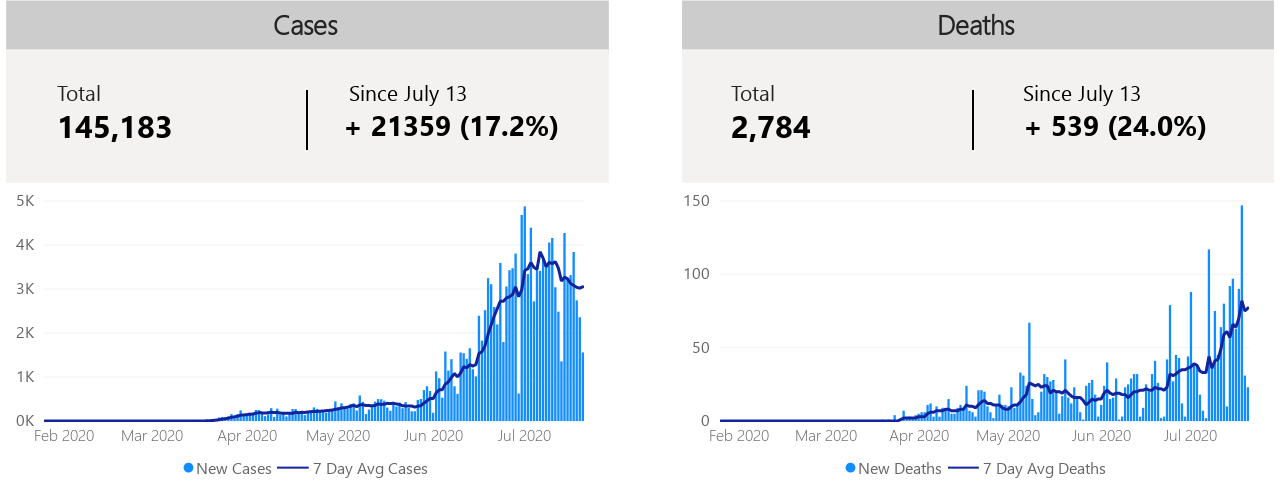 Cases
Total
145,183
Since July 13
+ 21359 (17.2%)
5K
4K
3K
2K
1K
0K
Feb 2020 Mar 2020 Apr 2020 May 2020 Jun 2020 Jul 2020
New Cases 7 Day Avg Cases
Deaths
Total
2,784
Since July 13
+ 539 (24.0%)
150
100
50
0
Feb 2020 Mar 2020 Apr 2020 May 2020 Jun 2020 Jul 2020
New Deaths 7 Day Avg Deaths